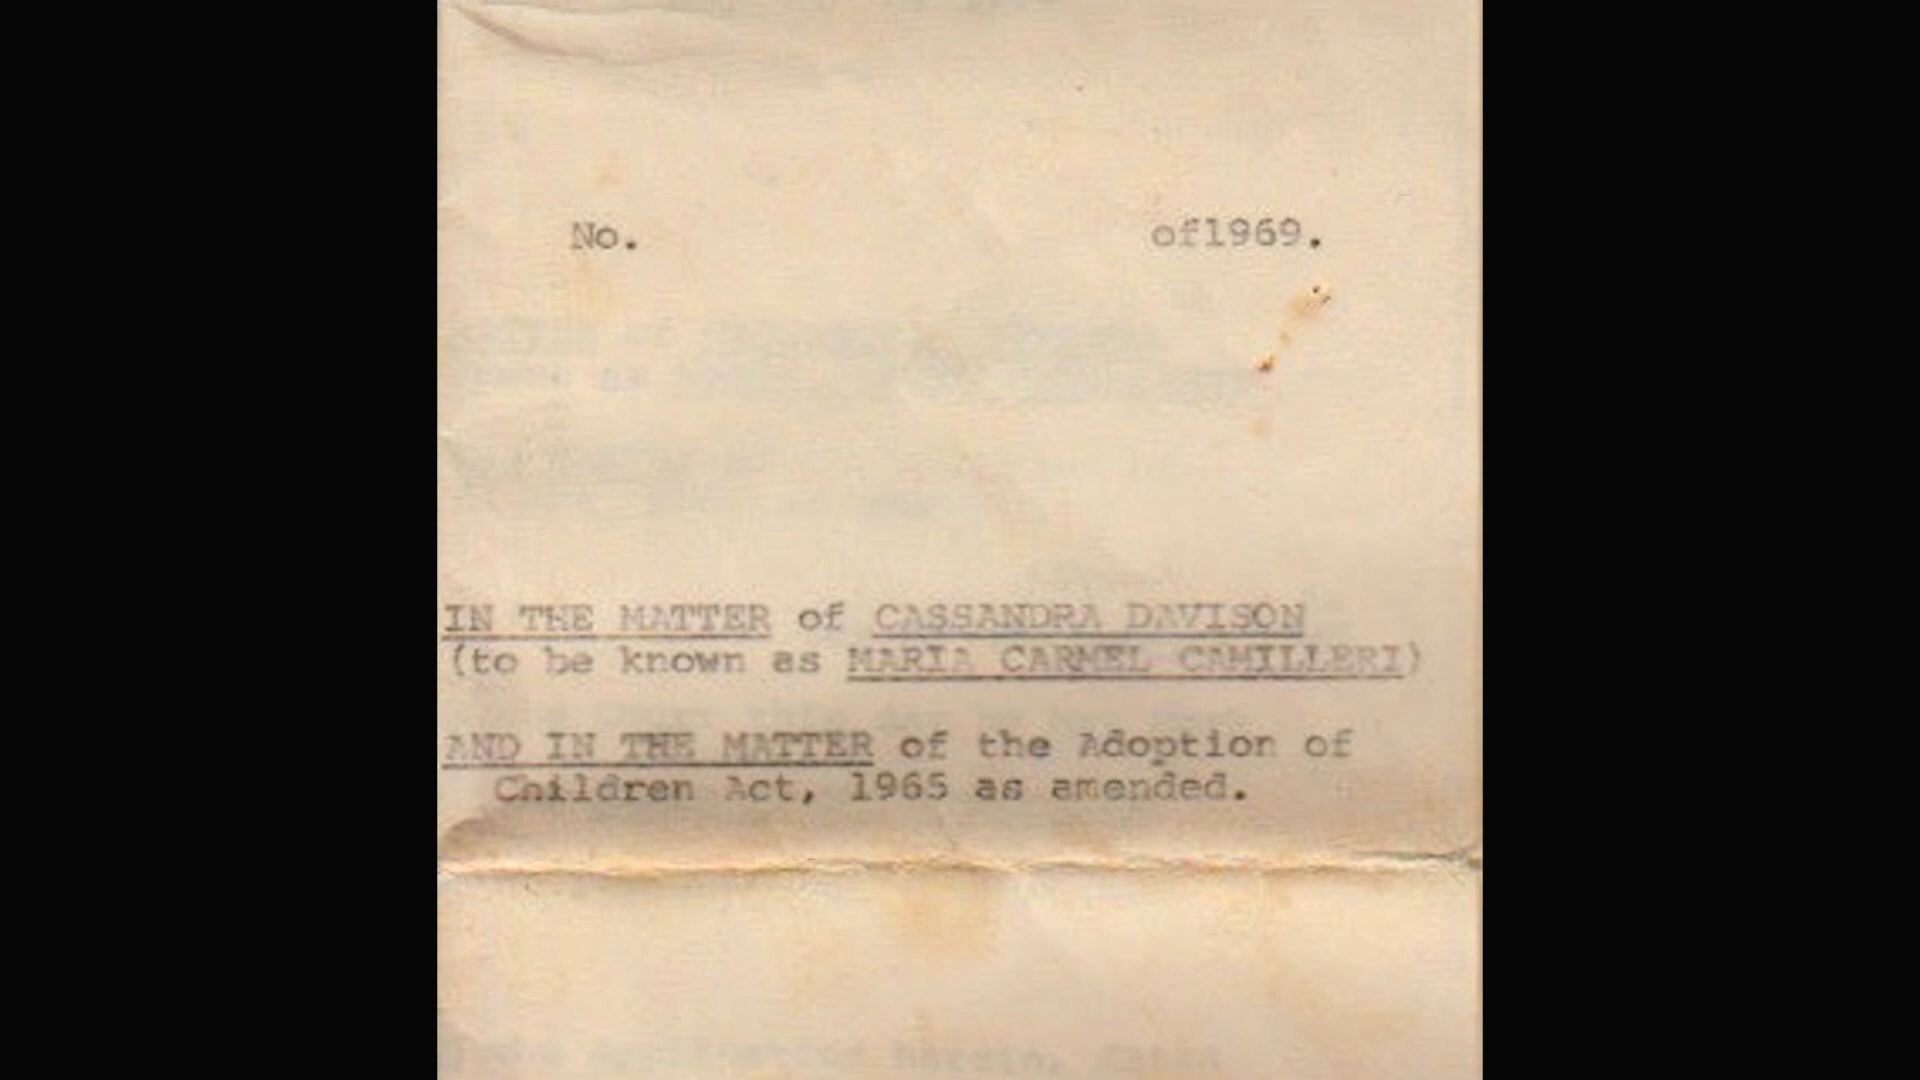 No. of1969.
IN THE MATTER of CASSANDRA DAVISON
(to be known as MARIA CARMEL CAMILLERI)
AND IN THE MATTER of the Adoption of
Children Act, 1965 as amended.